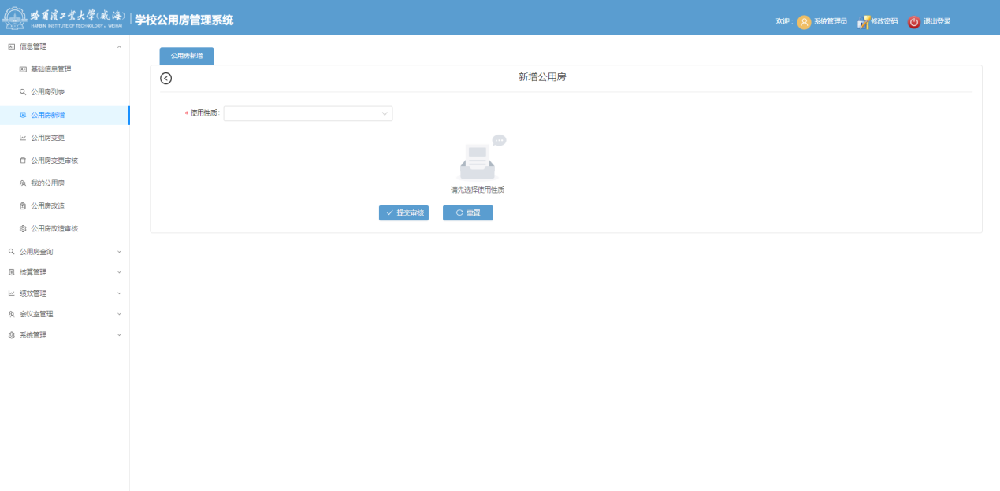 哈尔滨工业大学(威海)
HARBIN INSTITUTE OF TECHNOLOGY, WEIHAI
学校公用房管理系统
欢迎: 系统管理员 修改密码 退出登录
信息管理
基础信息管理
公用房列表
公用房新增
公用房变更
公用房变更审核
我的公用房
公用房改造
公用房改造审核
公用房查询
核算管理
绩效管理
会议室管理
系统管理
公用房新增
新增公用房
* 使用性质:
请先选择使用性质
提交审核 重置